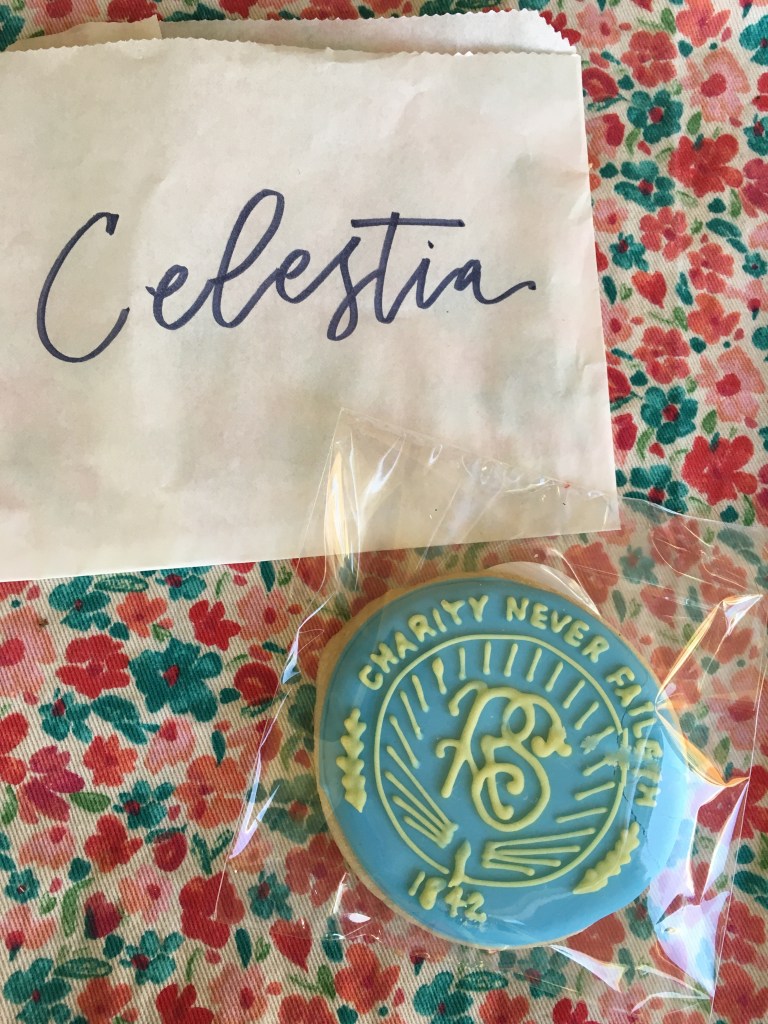 Celestia
CHARITY NEVER FAILETH
RS
1842